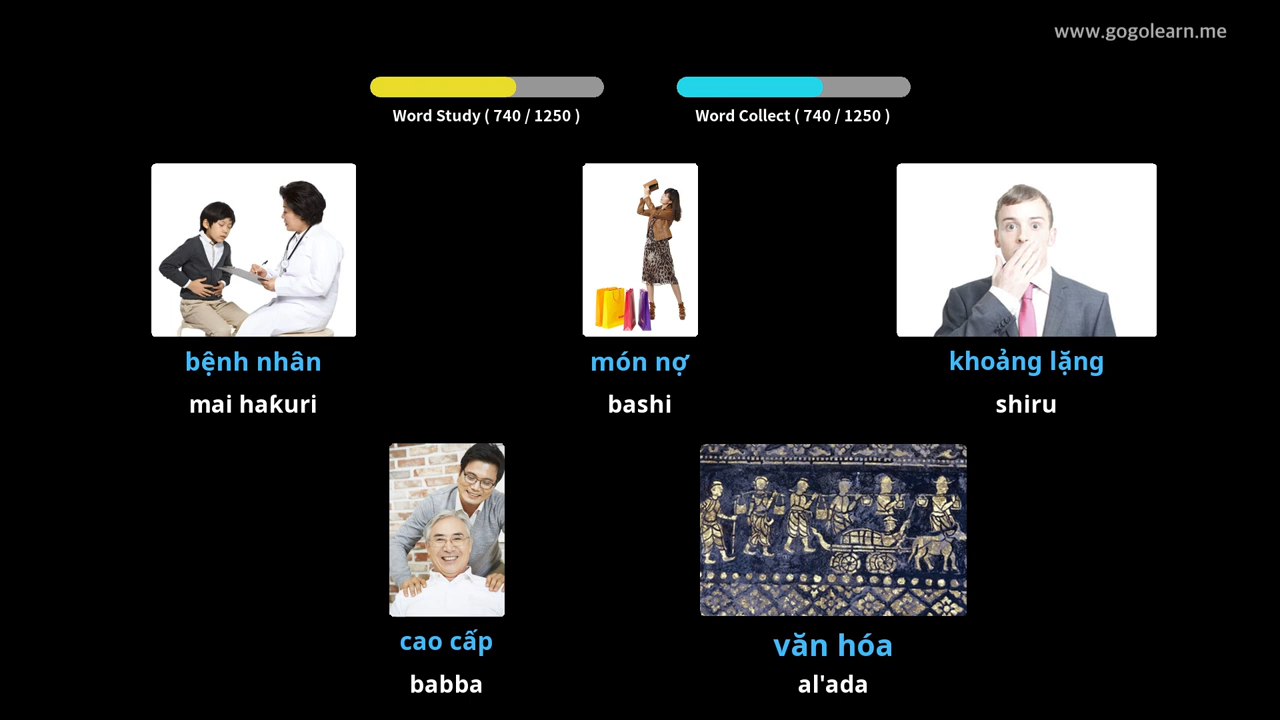 www.gogolearn.me
Word Study ( 740 / 1250 )
Word Collect ( 740 / 1250 )
bệnh nhân
mai haƙuri
món nợ
bashi
khoảng lặng
shiru
cao cấp
babba
văn hóa
al'ada